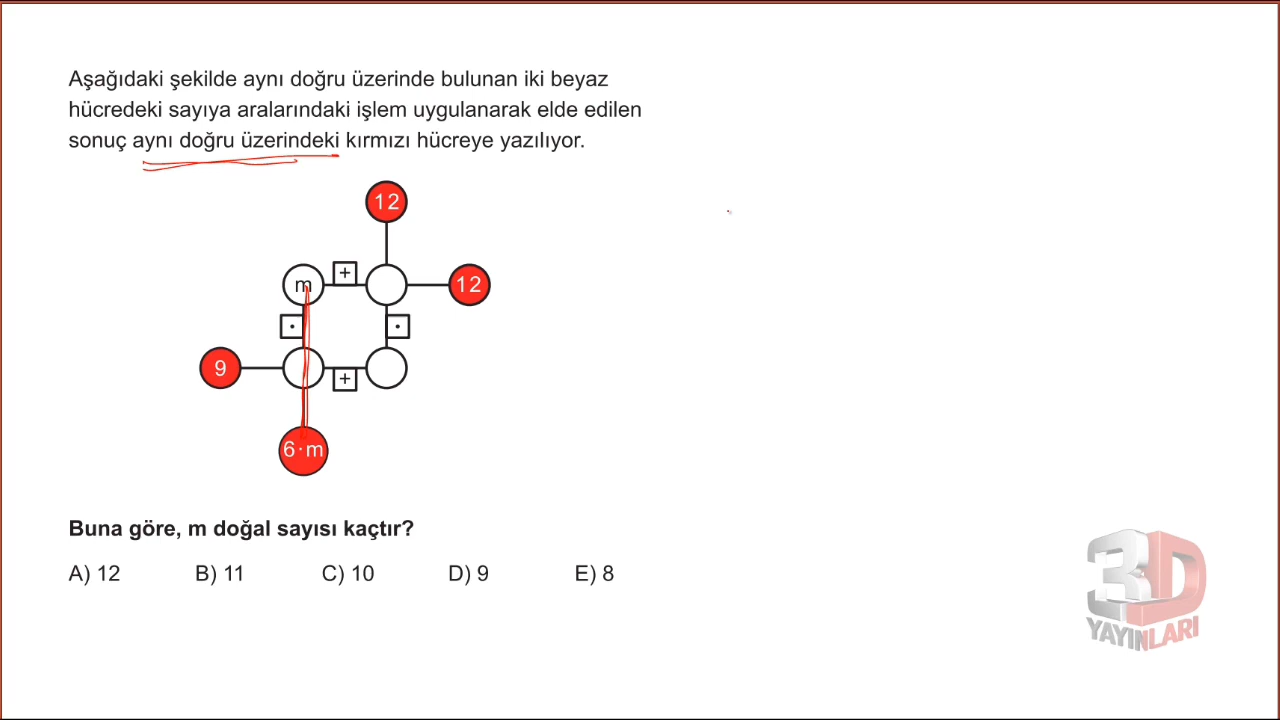 Aşağıdaki şekilde aynı doğru üzerinde bulunan iki beyaz
hücredeki sayıya aralarındaki işlem uygulanarak elde edilen
sonuç aynı doğru üzerindeki kırmızı hücreye yazılıyor.
12
m + 12
· ·
9 +
6·m
Buna göre, m doğal sayısı kaçtır?
A) 12 B) 11 C) 10 D) 9 E) 8
3D
YAYINLARI